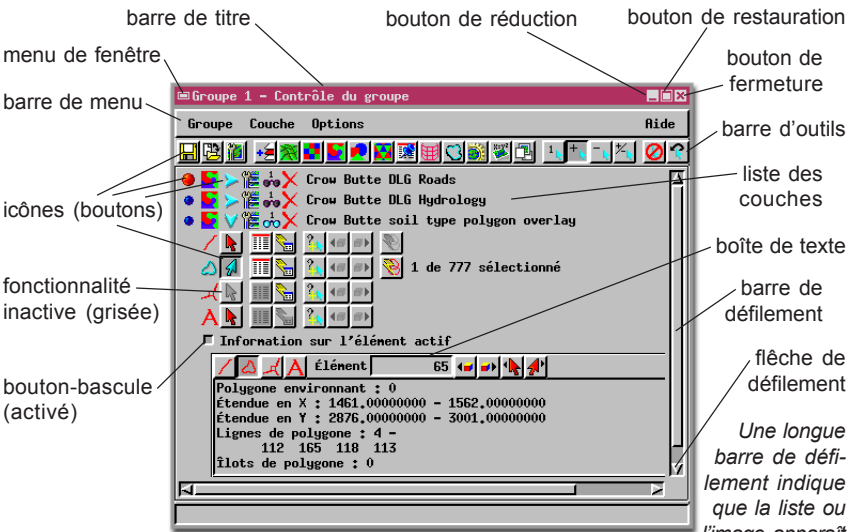 barre de titre
bouton de réduction
bouton de restauration
menu de fenêtre
bouton de
fermeture
barre de menu
Groupe 1 - Contrôle du groupe
Groupe Couche Options Aide
barre d'outils
icônes (boutons)
Crow Butte DLG Roads
Crow Butte DLG Hydrology
Crow Butte soil type polygon overlay
liste des
couches
1 de 777 sélectionné
boîte de texte
fonctionnalité
inactive (grisée)
barre de
défilement
Information sur l'élément actif
Élément 65
bouton-bascule
(activé)
flèche de
défilement
Polygone environnant : 0
Étendue en X : 1461,00000000 - 1562,00000000
Étendue en Y : 2876,00000000 - 3001,00000000
Lignes de polygone : 4 -
112 165 118 113
Îlots de polygone : 0
Une longue
barre de défi-
lement indique
que la liste ou
l'image apparaît